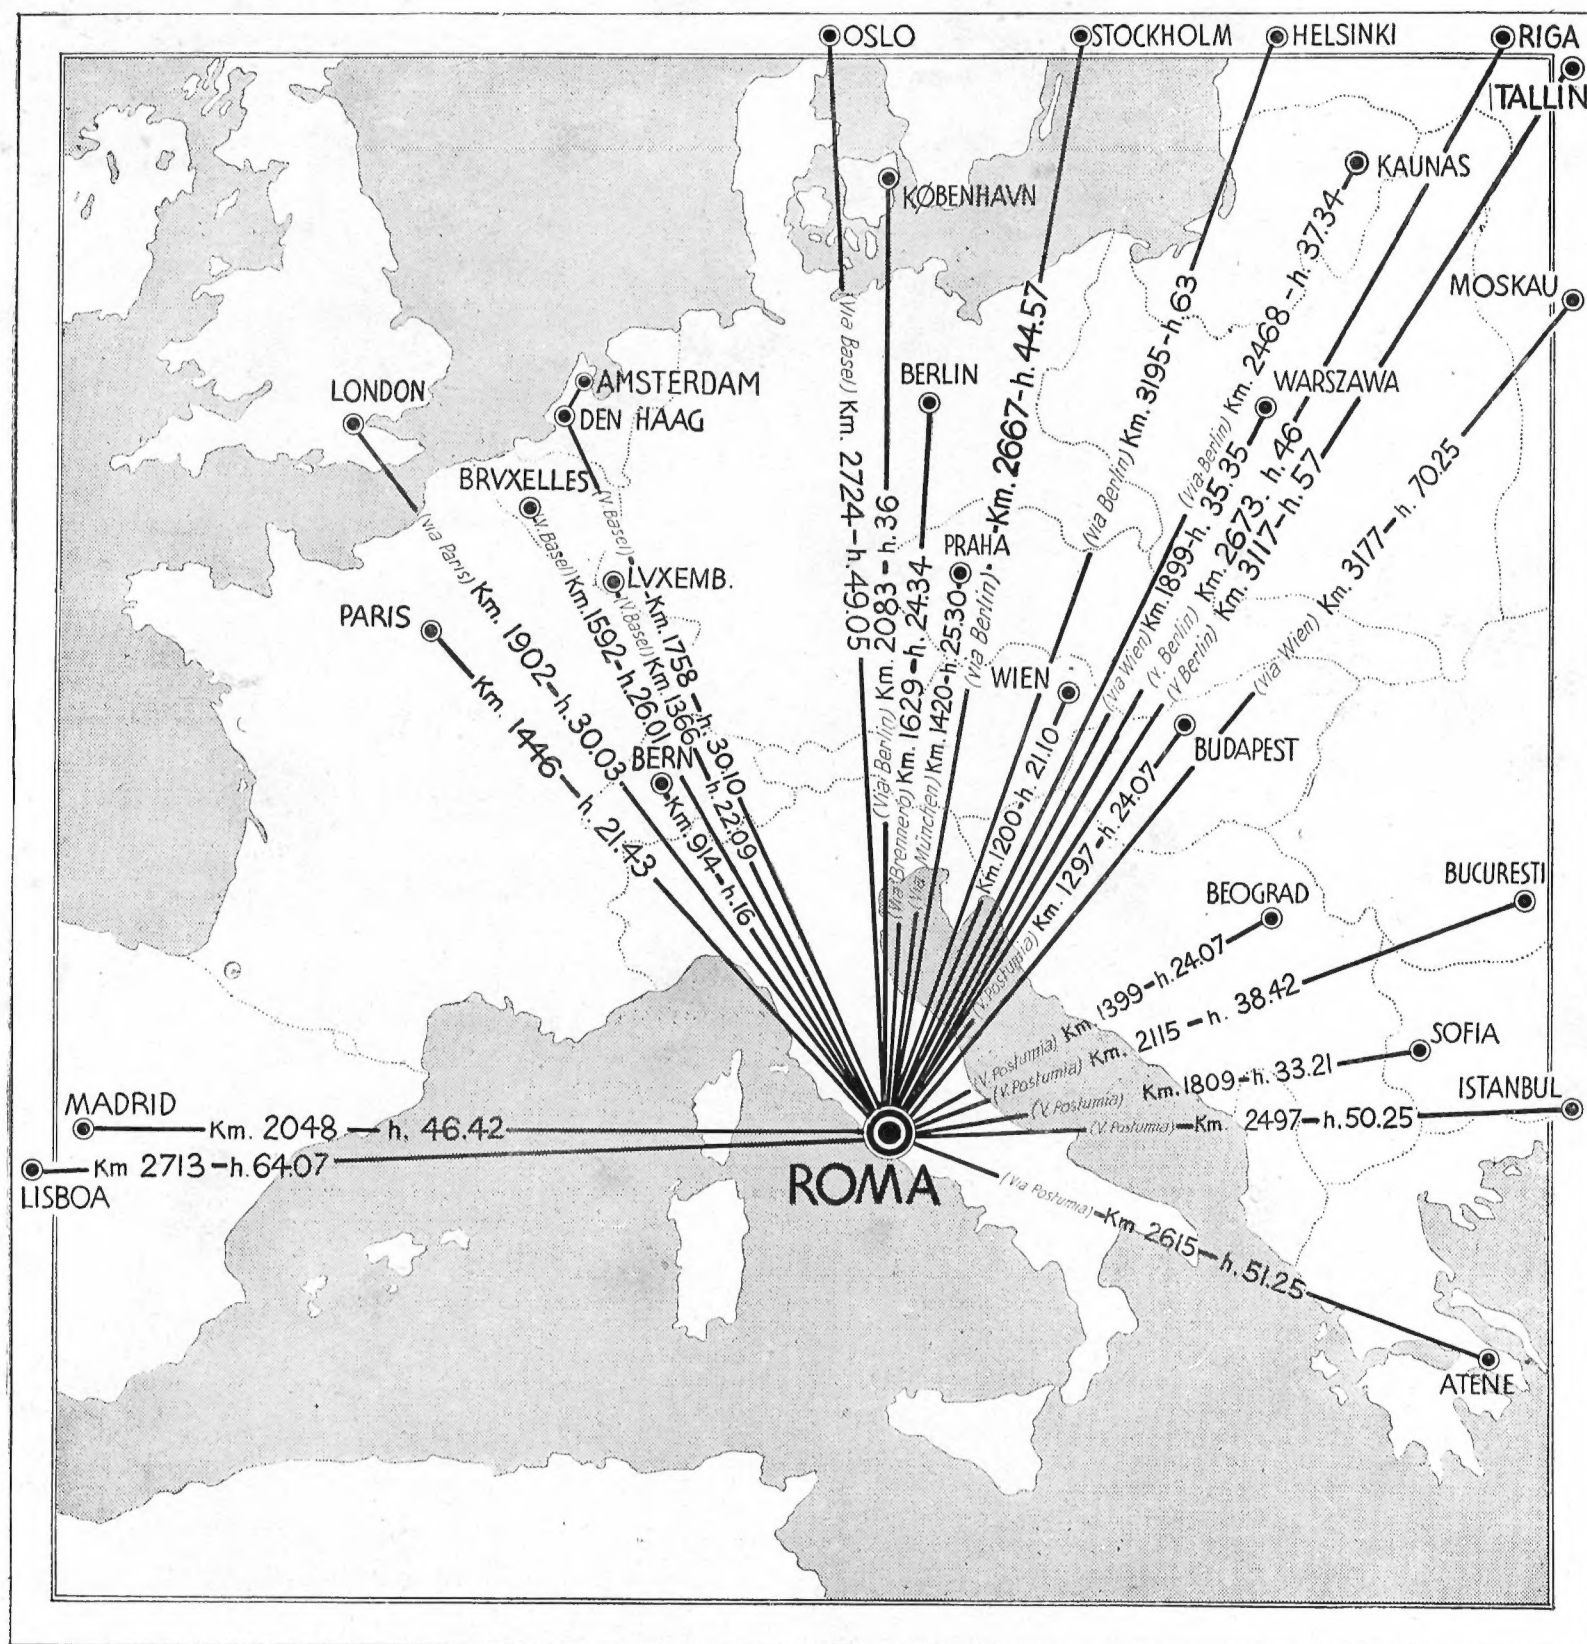 OSLO
STOCKHOLM
HELSINKI
RIGA
TALLIN
KAUNAS
KØBENHAVN
MOSKAU
LONDON
AMSTERDAM
DEN HAAG
BERLIN
WARSZAWA
BRVXELLES
PRAHA
LVXEMB.
PARIS
WIEN
BUDAPEST
BERN
BEOGRAD
BUCURESTI
SOFIA
ISTANBUL
MADRID
LISBOA
ROMA
ATENE
(via Paris) Km. 1902-h. 30.03
Km. 1446-h. 21.43
(V. Basel) Km. 1592-h. 26.01
(V. Basel)-Km. 1758-h. 30.10
(V. Basel) Km. 1366-h. 22.09
Km. 914-h. 16
(Via Basel) Km. 2724-h. 49.05
(Via Berlin) Km. 2083-h. 36
(Via Brennero) Km. 1629-h. 24.34
(Via München) Km. 1420-h. 25.30
(via Berlin)-Km. 2667-h. 44.57
(via Berlin) Km. 3195-h. 63
Km. 1200-h. 21.10
(via Berlin) Km. 2468-h. 37.34
(via Wien) Km. 1899-h. 35.35
(V. Berlin) Km. 2673. h. 46
(V Berlin) Km. 3117-h. 57
(via Wien) Km. 3177-h. 70.25
(V. Postumia) Km. 1297-h. 24.07
(V. Postumia) Km. 1399-h. 24.07
(V. Postumia) Km. 2115-h. 38.42
(V. Postumia) Km. 1809-h. 33.21
(V. Postumia)-Km. 2497-h. 50.25
(Via Postumia)-Km 2615-h. 51.25
Km. 2048-h. 46.42
Km 2713-h. 64.07